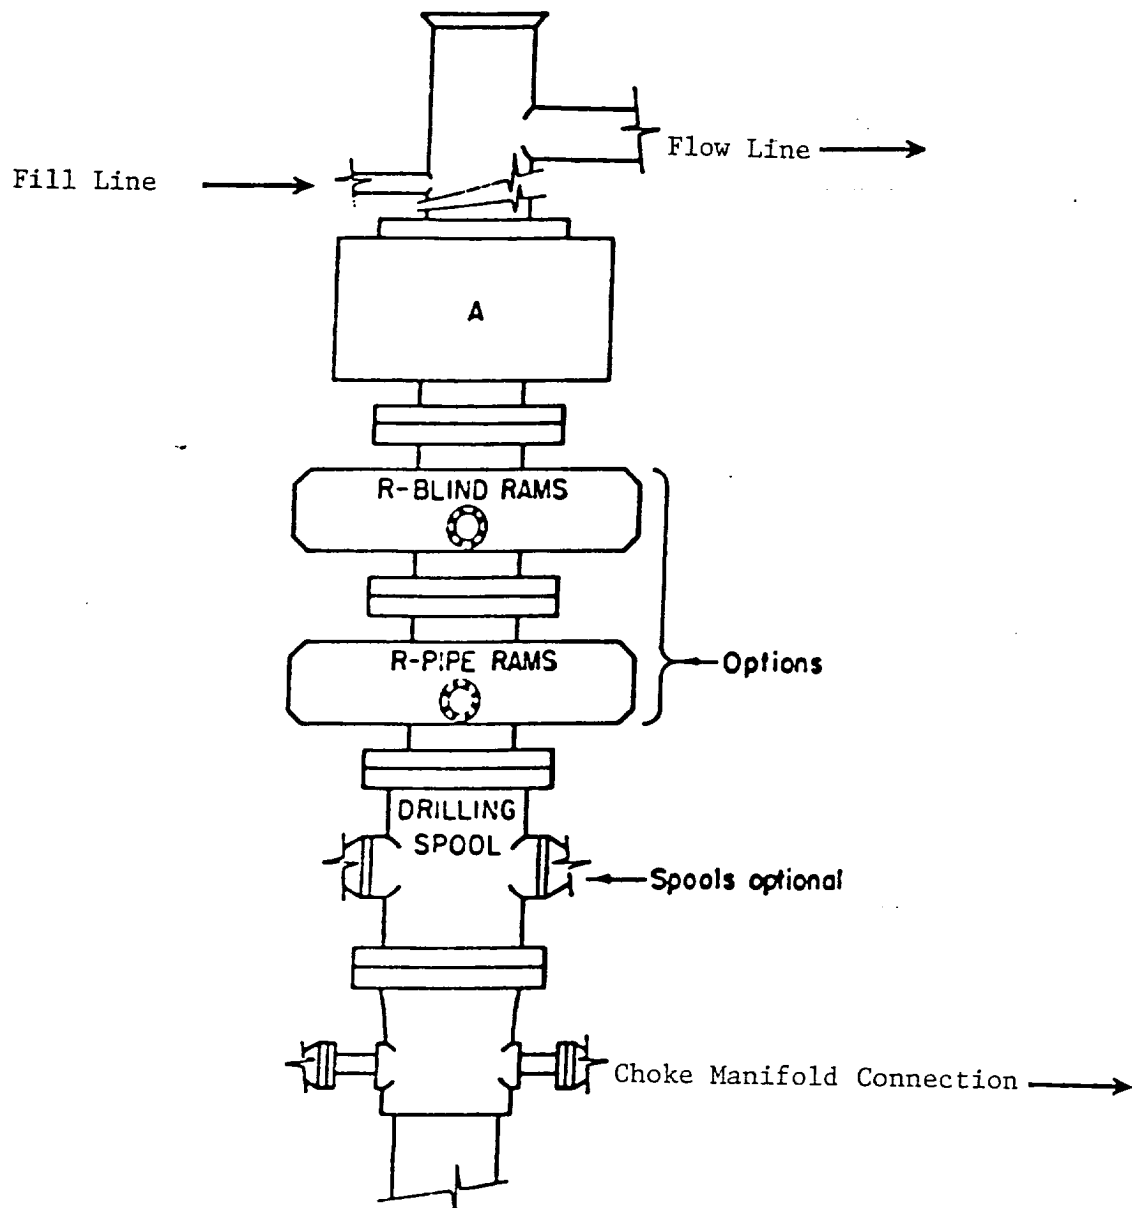 Flow Line
Fill Line
A
R-BLIND RAMS
R-PIPE RAMS
Options
DRILLING
SPOOL
Spools optional
Choke Manifold Connection